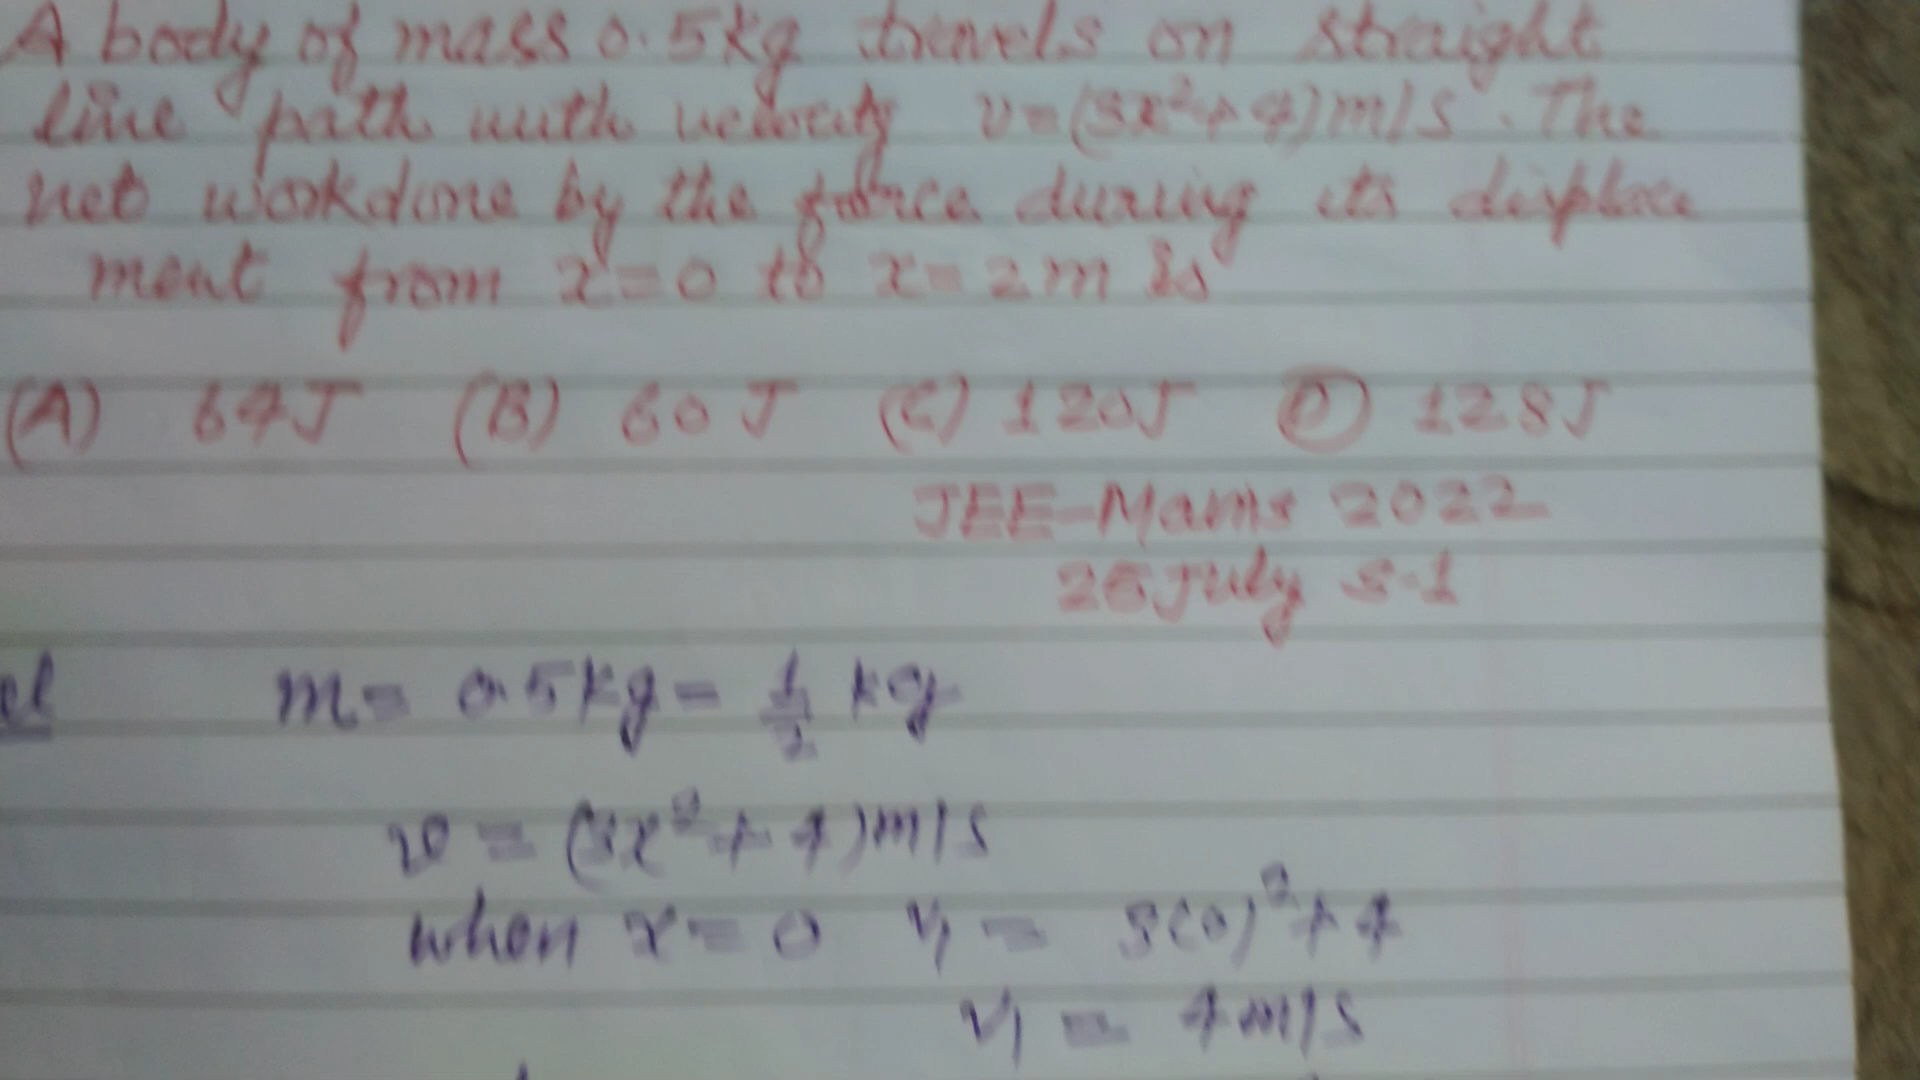 A body of mass 0.5kg travels on straight
line path with velocity v=(3x²+4)m/s. The
net workdone by the force during its displace
ment from x=0 to x=2m is
(A) 64J (B) 60J (C) 120J (D) 128J
JEE-Mains 2022
26 July S-1
m= 0.5kg= 1/2 kg
v = (3x²+4)m/s
when x=0 v₁ = 3(0)²+4
v₁ = 4m/s